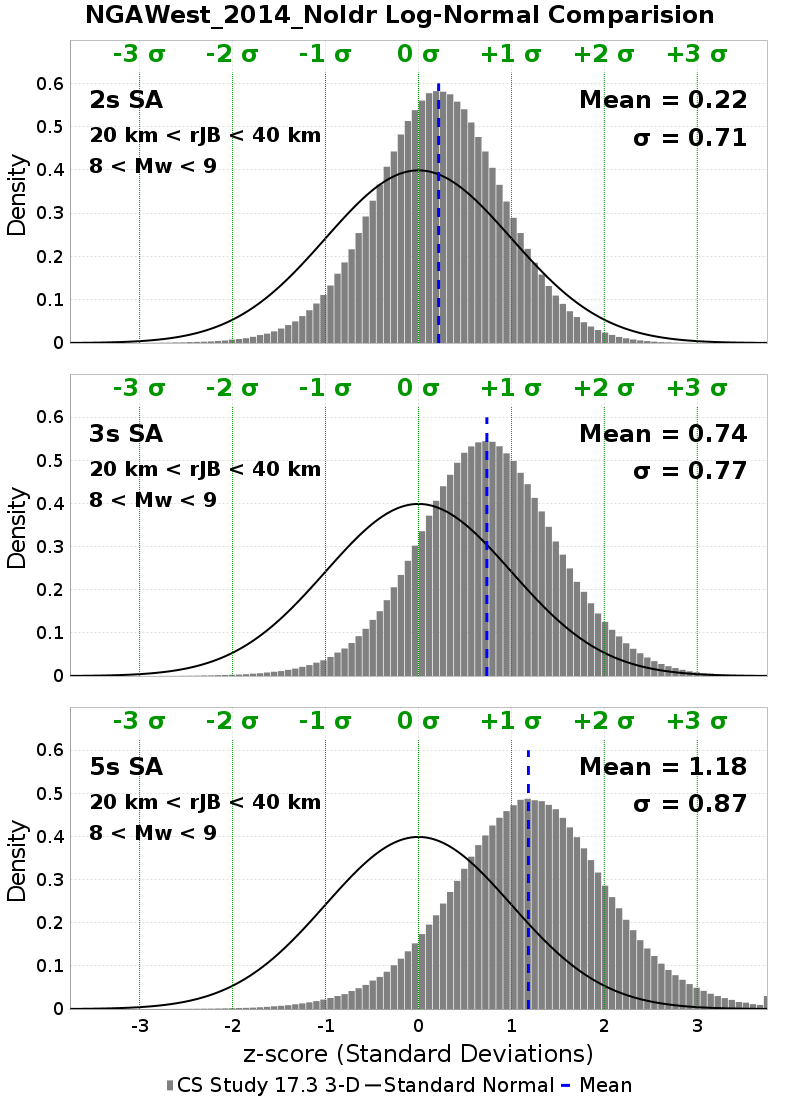 NGAWest_2014_NoIdr Log-Normal Comparision
-3 σ -2 σ -1 σ 0 σ +1 σ +2 σ +3 σ
2s SA
20 km < rJB < 40 km
8 < Mw < 9
Mean = 0.22
σ = 0.71
0.6
0.5
0.4
0.3
0.2
0.1
0
Density
-3 σ -2 σ -1 σ 0 σ +1 σ +2 σ +3 σ
3s SA
20 km < rJB < 40 km
8 < Mw < 9
Mean = 0.74
σ = 0.77
0.6
0.5
0.4
0.3
0.2
0.1
0
Density
-3 σ -2 σ -1 σ 0 σ +1 σ +2 σ +3 σ
5s SA
20 km < rJB < 40 km
8 < Mw < 9
Mean = 1.18
σ = 0.87
0.6
0.5
0.4
0.3
0.2
0.1
0
Density
-3 -2 -1 0 1 2 3
z-score (Standard Deviations)
CS Study 17.3 3-D Standard Normal Mean